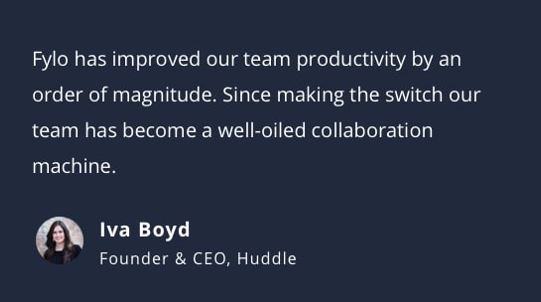 Fylo has improved our team productivity by an
order of magnitude. Since making the switch our
team has become a well-oiled collaboration
machine.
Iva Boyd
Founder & CEO, Huddle